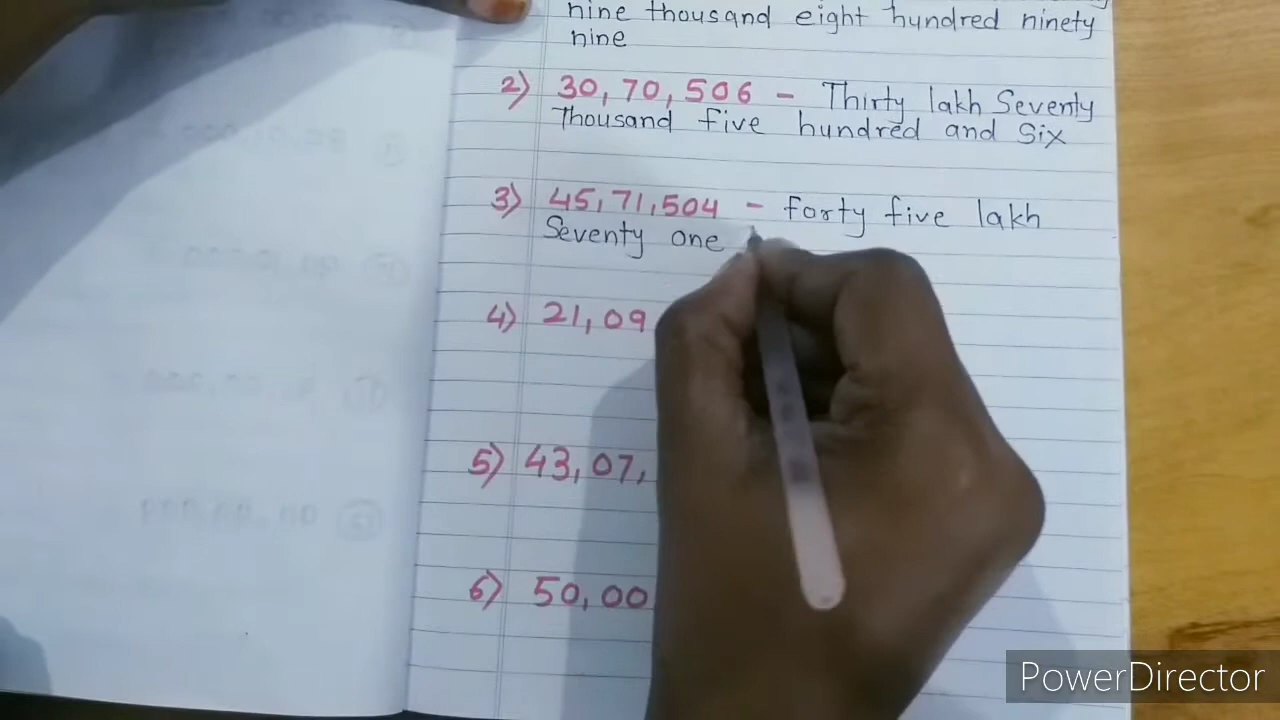 nine thousand eight hundred ninety
nine
2) 30,70,506 - Thirty lakh Seventy
Thousand five hundred and Six
3) 45,71,504 - forty five lakh
Seventy one
4) 21,09
5) 43,07,
6) 50,00
PowerDirector